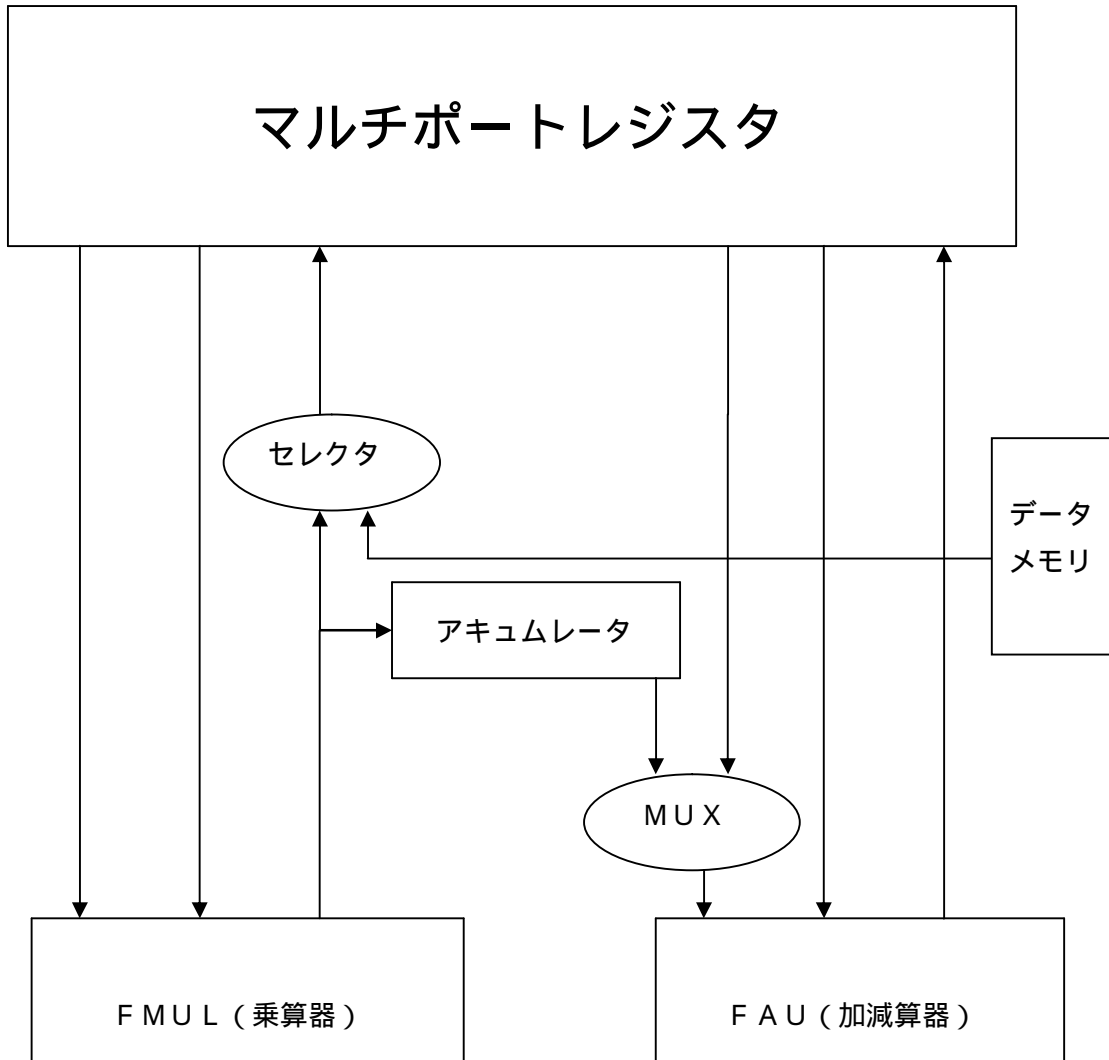 マルチポートレジスタ
セレクタ
データ
メモリ
アキュムレータ
ＭＵＸ
ＦＭＵＬ（乗算器）
ＦＡＵ（加減算器）